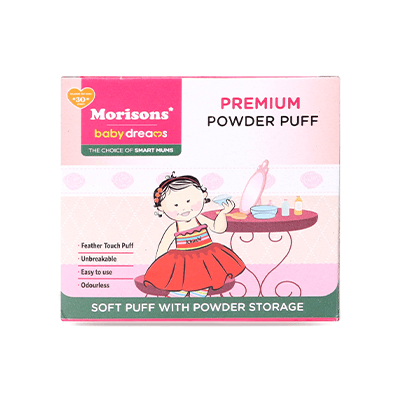 30
Morisons®
baby dreams
THE CHOICE OF SMART MUMS
PREMIUM
POWDER PUFF
· Feather Touch Puff
· Unbreakable
· Easy to use
· Odourless
SOFT PUFF WITH POWDER STORAGE